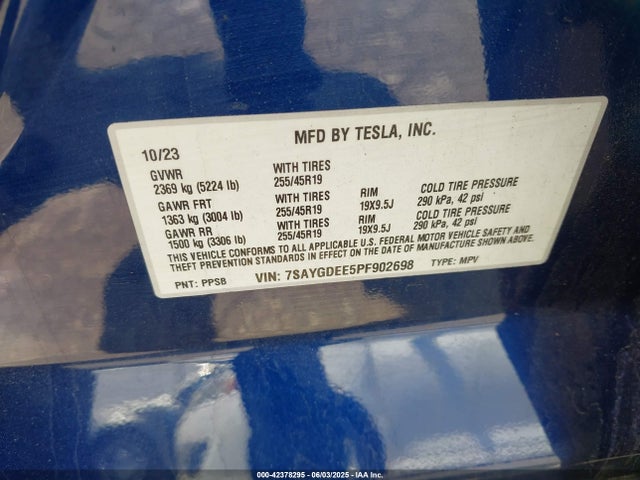 MFD BY TESLA, INC.
10/23
GVWR WITH TIRES
2369 kg (5224 lb) 255/45R19
GAWR FRT WITH TIRES RIM COLD TIRE PRESSURE
1363 kg (3004 lb) 255/45R19 19X9.5J 290 kPa, 42 psi
GAWR RR WITH TIRES RIM COLD TIRE PRESSURE
1500 kg (3306 lb) 255/45R19 19X9.5J 290 kPa, 42 psi
THIS VEHICLE CONFORMS TO ALL APPLICABLE U.S. FEDERAL MOTOR VEHICLE SAFETY AND
THEFT PREVENTION STANDARDS IN EFFECT ON THE DATE OF MANUFACTURE SHOWN ABOVE.
PNT: PPSB VIN: 7SAYGDEE5PF902698 TYPE: MPV
000-42378295 - 06/03/2025 - IAA Inc.